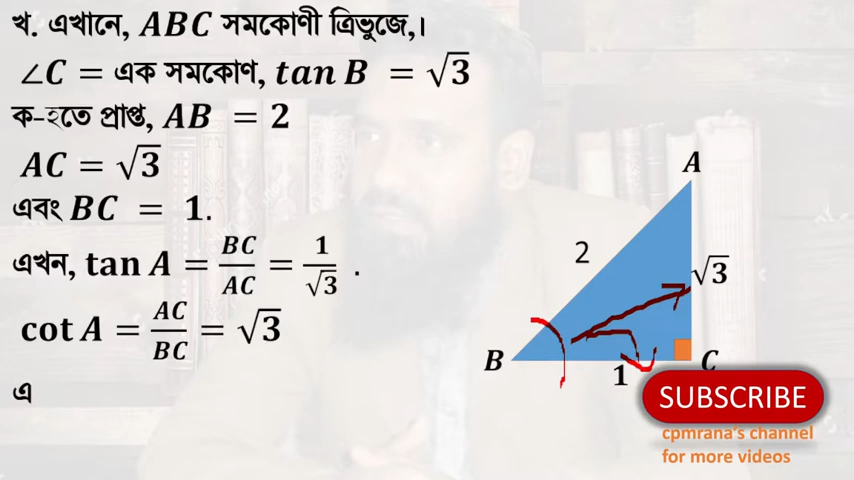 খ. এখানে, ABC সমকোণী ত্রিভুজে,।
∠C = এক সমকোণ, tan B = √3
ক-হতে প্রাপ্ত, AB = 2
AC = √3
এবং BC = 1.
এখন, tan A = BC/AC = 1/√3 .
cot A = AC/BC = √3
এ
A
2
√3
B
1
C
SUBSCRIBE
cpmrana's channel
for more videos